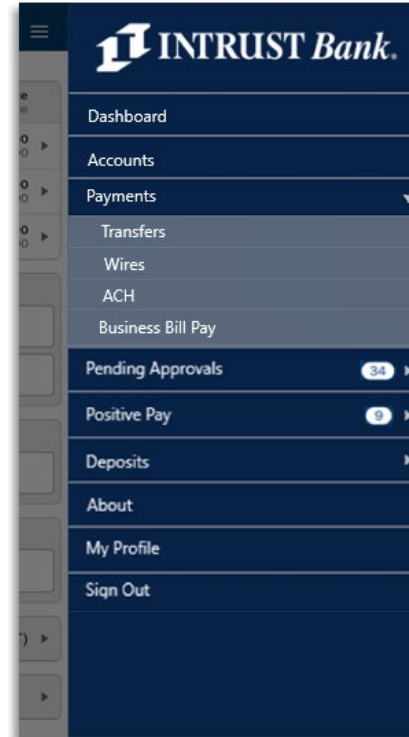 INTRUST Bank.
Dashboard
Accounts
Payments
Transfers
Wires
ACH
Business Bill Pay
Pending Approvals 34
Positive Pay 9
Deposits
About
My Profile
Sign Out